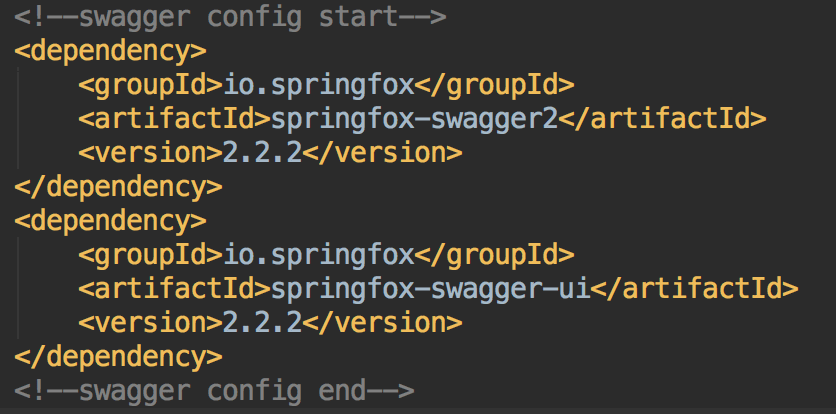 <!--swagger config start-->
<dependency>
    <groupId>io.springfox</groupId>
    <artifactId>springfox-swagger2</artifactId>
    <version>2.2.2</version>
</dependency>
<dependency>
    <groupId>io.springfox</groupId>
    <artifactId>springfox-swagger-ui</artifactId>
    <version>2.2.2</version>
</dependency>
<!--swagger config end-->